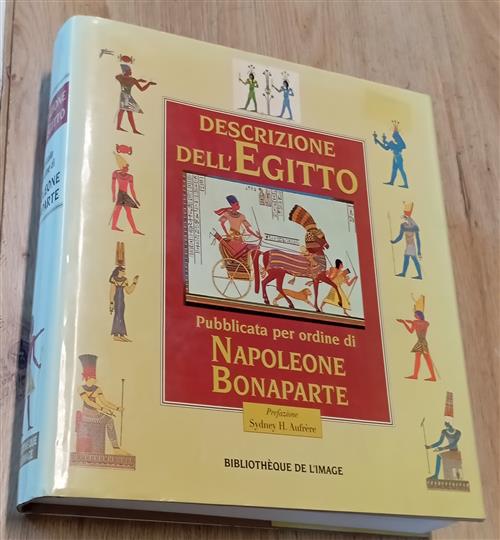 DESCRIZIONE
DELL'EGITTO
Pubblicata per ordine di
NAPOLEONE
BONAPARTE
Prefazione
Sydney H. Aufrère
BIBLIOTHÈQUE DE L'IMAGE